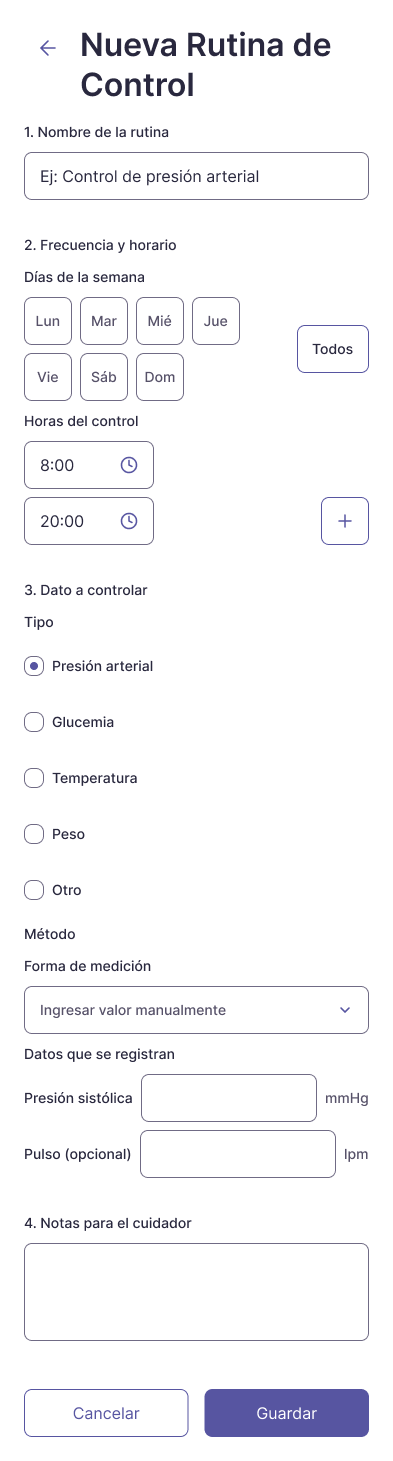 Nueva Rutina de
Control
1. Nombre de la rutina
Ej: Control de presión arterial
2. Frecuencia y horario
Días de la semana
Lun Mar Mié Jue
Todos
Vie Sáb Dom
Horas del control
8:00
20:00
3. Dato a controlar
Tipo
Presión arterial
Glucemia
Temperatura
Peso
Otro
Método
Forma de medición
Ingresar valor manualmente
Datos que se registran
Presión sistólica mmHg
Pulso (opcional) lpm
4. Notas para el cuidador
Cancelar Guardar